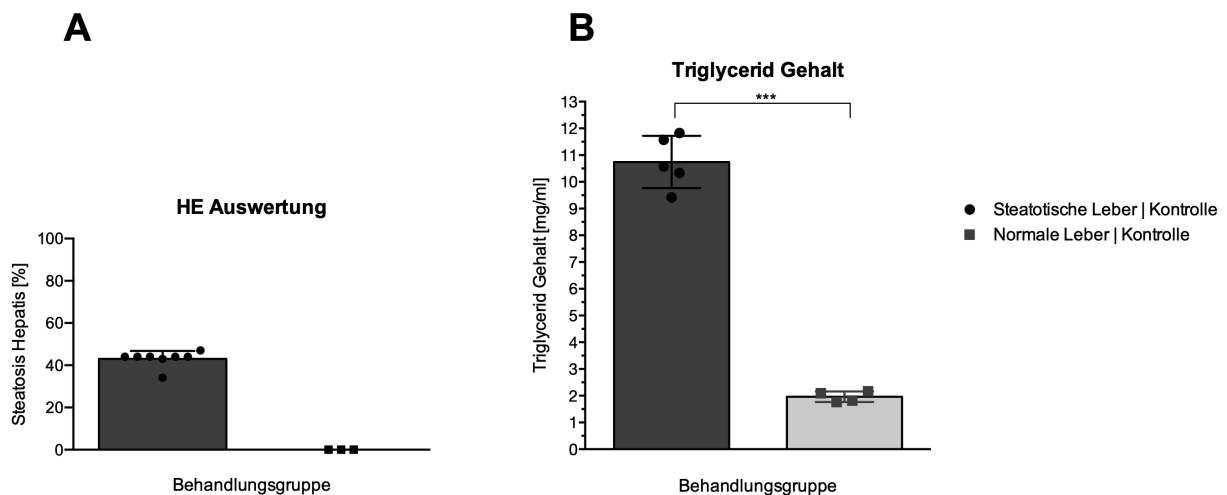 A
HE Auswertung
Steatosis Hepatis [%]
100
80
60
40
20
0
Behandlungsgruppe
B
Triglycerid Gehalt
***
Triglycerid Gehalt [mg/ml]
13
12
11
10
9
8
7
6
5
4
3
2
1
0
Behandlungsgruppe
Steatotische Leber | Kontrolle
Normale Leber | Kontrolle